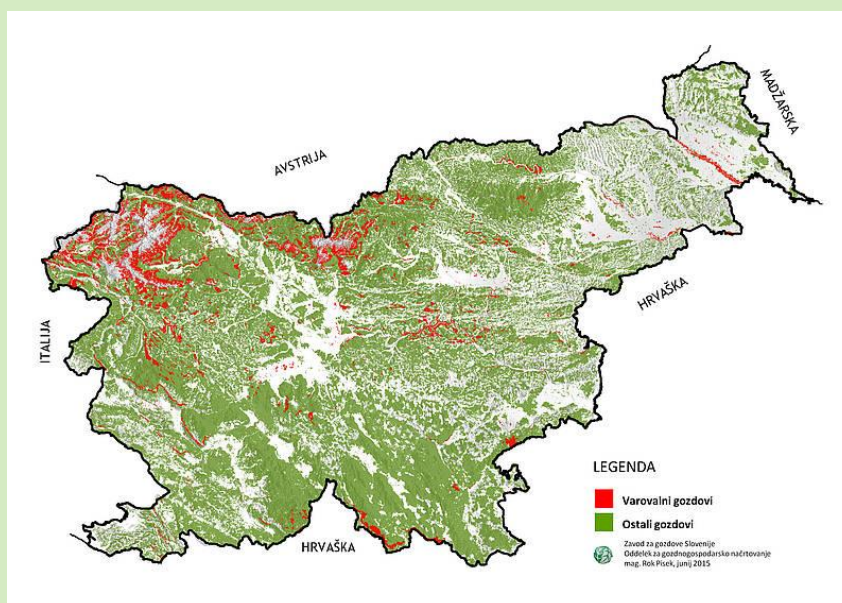 MADŽARSKA
AVSTRIJA
HRVAŠKA
ITALIJA
LEGENDA
Varovalni gozdovi
Ostali gozdovi
HRVAŠKA
Zavod za gozdove Slovenije
Oddelek za gozdnogospodarsko načrtovanje
mag. Rok Pisek, junij 2015